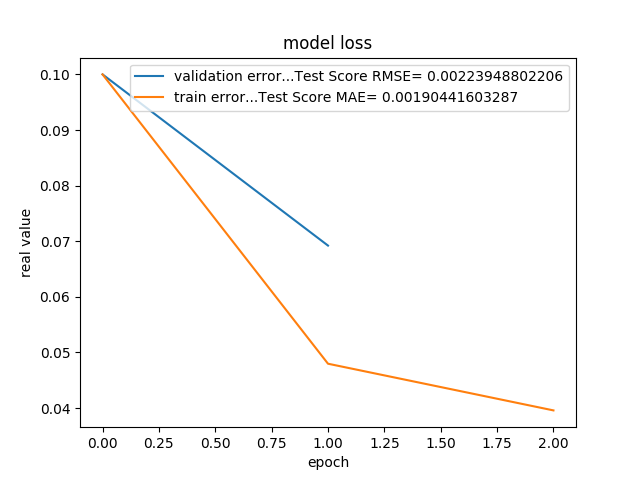 model loss
validation error...Test Score RMSE= 0.00223948802206
train error...Test Score MAE= 0.00190441603287
real value
0.10
0.09
0.08
0.07
0.06
0.05
0.04
0.00 0.25 0.50 0.75 1.00 1.25 1.50 1.75 2.00
epoch